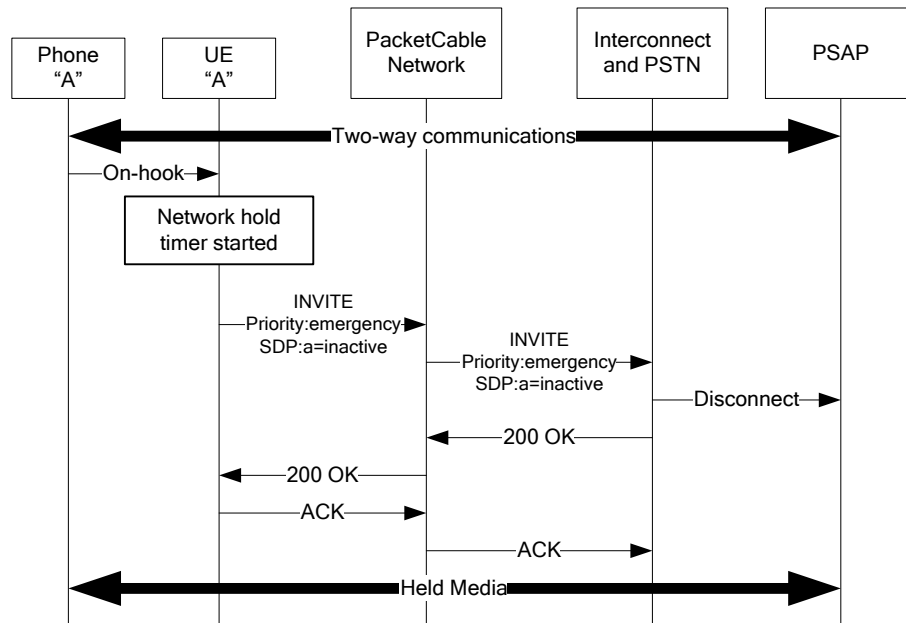 Phone
“A”
UE
“A”
PacketCable
Network
Interconnect
and PSTN
PSAP
Two-way communications
On-hook
Network hold
timer started
INVITE
Priority:emergency
SDP:a=inactive
INVITE
Priority:emergency
SDP:a=inactive
Disconnect
200 OK
200 OK
ACK
ACK
Held Media